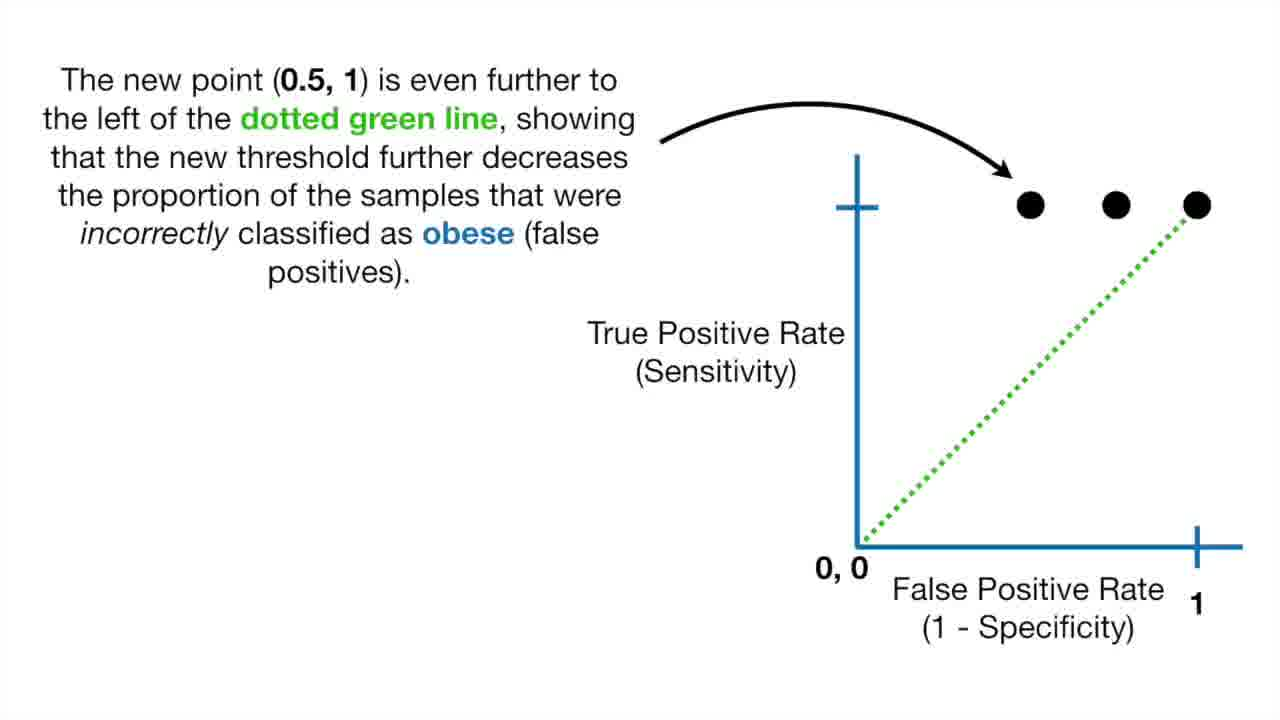 The new point (0.5, 1) is even further to
the left of the dotted green line, showing
that the new threshold further decreases
the proportion of the samples that were
incorrectly classified as obese (false
positives).
True Positive Rate
(Sensitivity)
0, 0
False Positive Rate
(1 - Specificity)
1